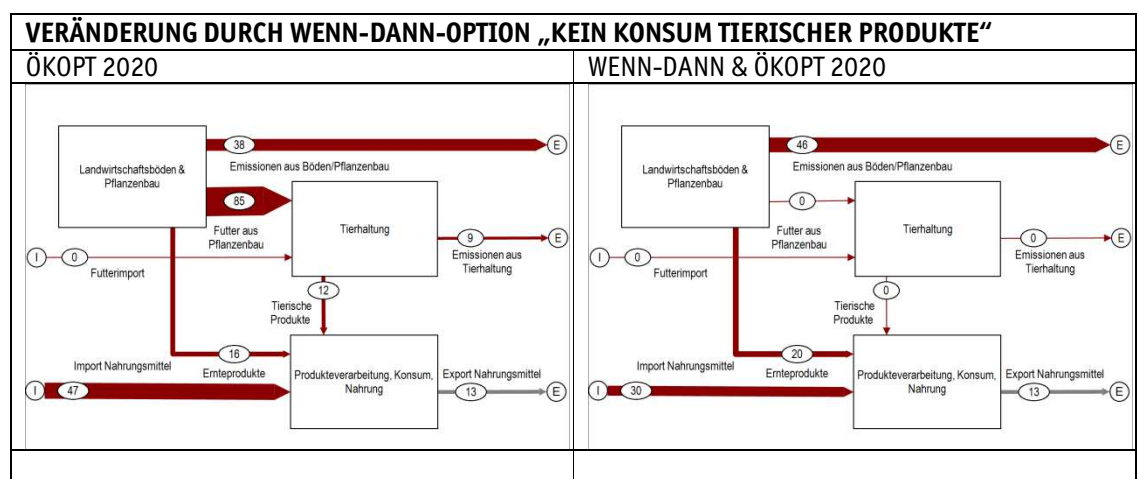 VERÄNDERUNG DURCH WENN-DANN-OPTION „KEIN KONSUM TIERISCHER PRODUKTE“
ÖKOPT 2020
WENN-DANN & ÖKOPT 2020
38
E
Landwirtschaftsböden &
Pflanzenbau
Emissionen aus Böden/Pflanzenbau
85
Futter aus
Pflanzenbau
Tierhaltung
9
E
Emissionen aus
Tierhaltung
I
0
Futterimport
12
Tierische
Produkte
16
Ernteprodukte
Import Nahrungsmittel
I
47
Produkteverarbeitung, Konsum,
Nahrung
Export Nahrungsmittel
13
E
46
E
Landwirtschaftsböden &
Pflanzenbau
Emissionen aus Böden/Pflanzenbau
0
Futter aus
Pflanzenbau
Tierhaltung
0
E
Emissionen aus
Tierhaltung
I
0
Futterimport
0
Tierische
Produkte
20
Ernteprodukte
Import Nahrungsmittel
I
30
Produkteverarbeitung, Konsum,
Nahrung
Export Nahrungsmittel
13
E